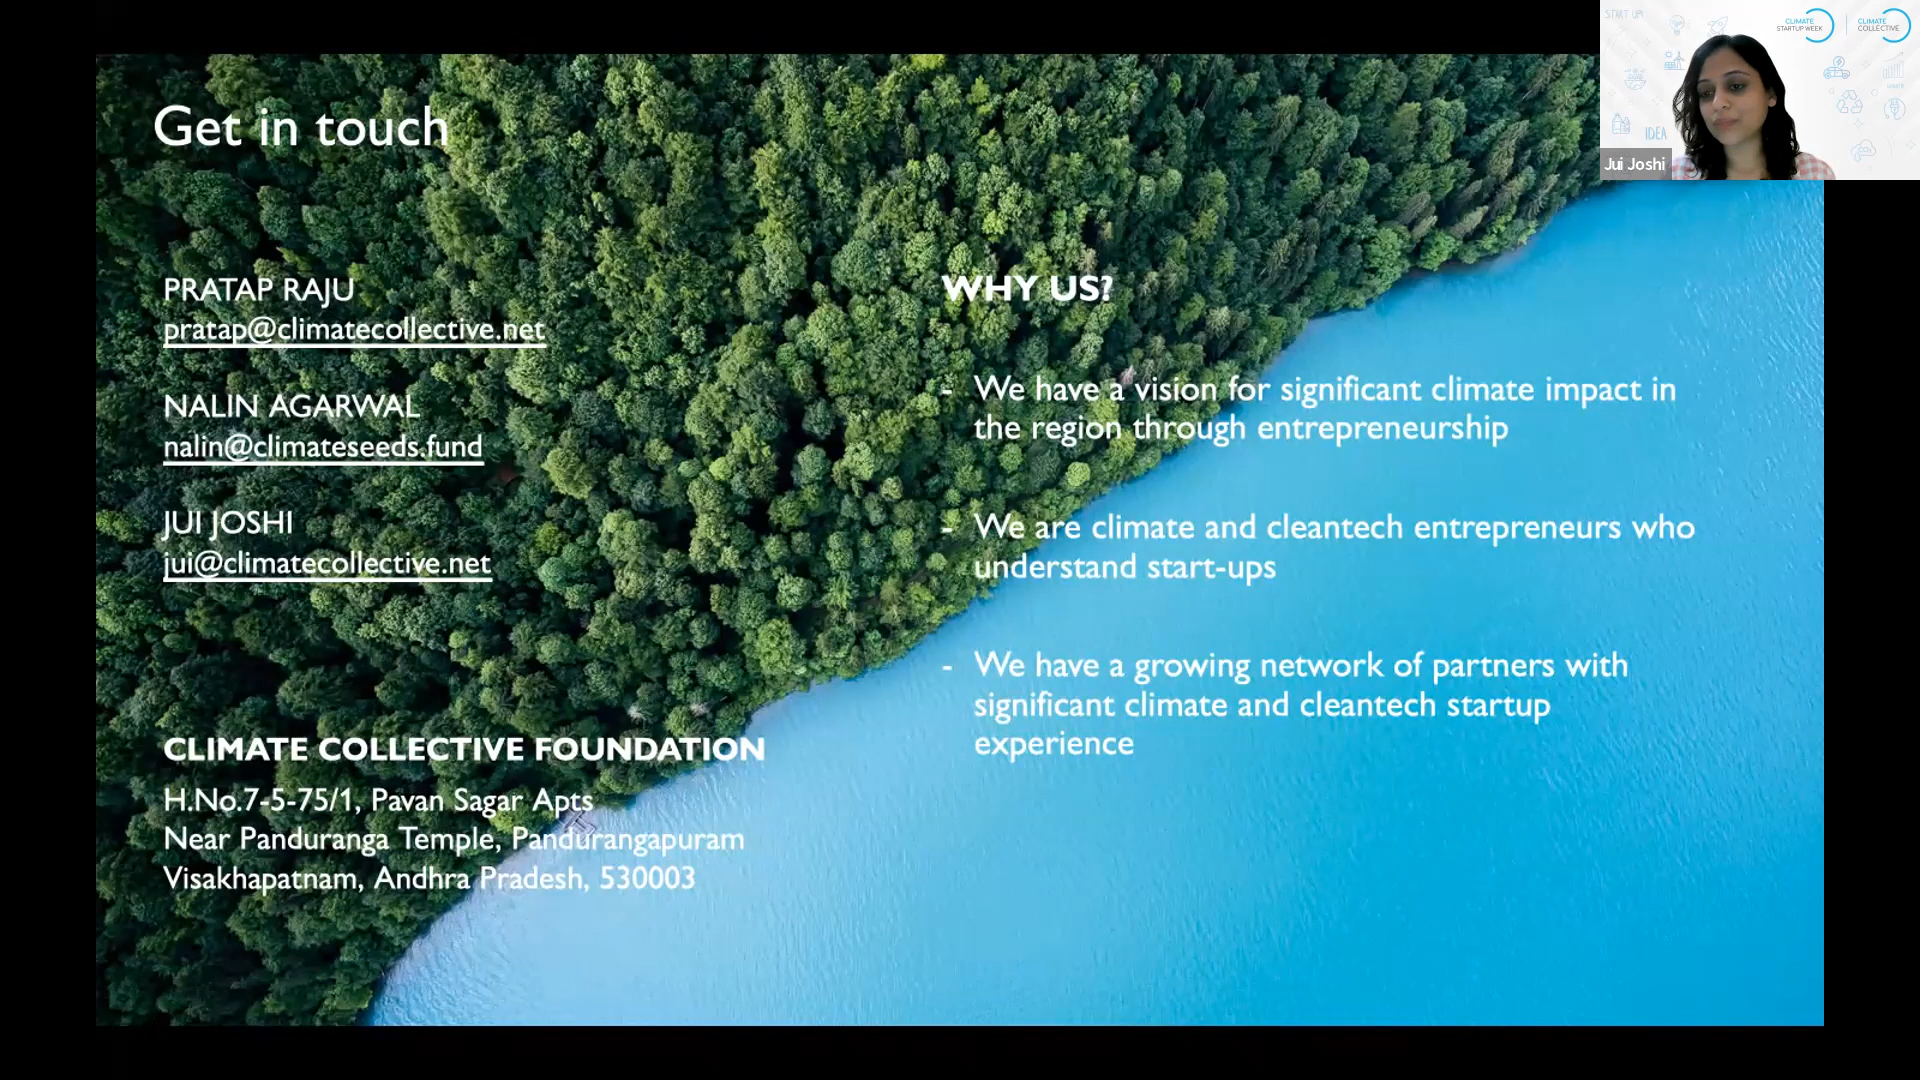 Get in touch
PRATAP RAJU
pratap@climatecollective.net
NALIN AGARWAL
nalin@climateseeds.fund
JUI JOSHI
jui@climatecollective.net
CLIMATE COLLECTIVE FOUNDATION
H.No.7-5-75/1, Pavan Sagar Apts
Near Panduranga Temple, Pandurangapuram
Visakhapatnam, Andhra Pradesh, 530003
WHY US?
- We have a vision for significant climate impact in
the region through entrepreneurship
- We are climate and cleantech entrepreneurs who
understand start-ups
- We have a growing network of partners with
significant climate and cleantech startup
experience
START UP!
CLIMATE
STARTUP WEEK
CLIMATE
COLLECTIVE
IDEA
Jui Joshi